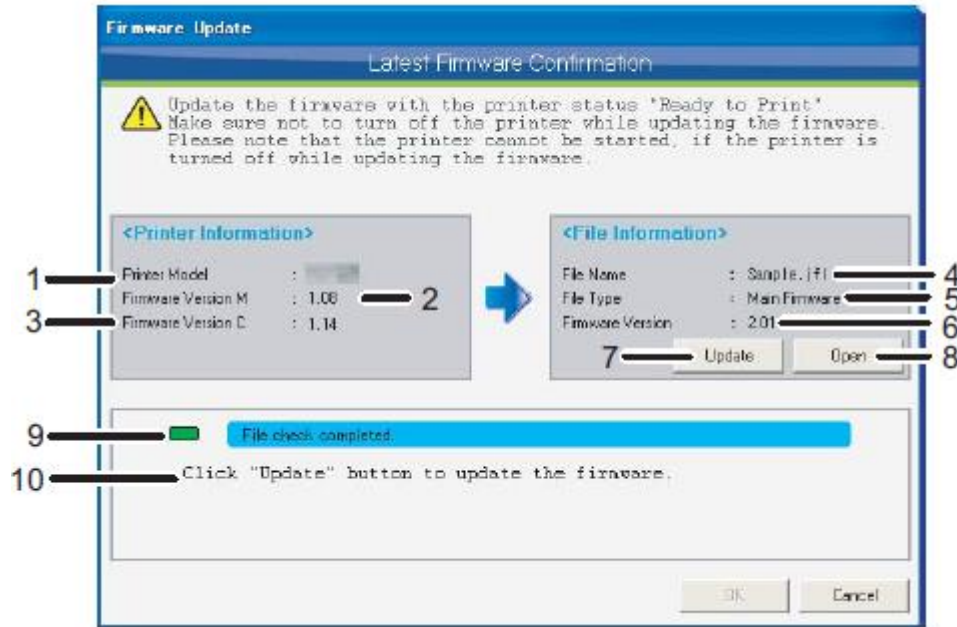 Firmware Update
Latest Firmware Confirmation
Update the firmware with the printer status "Ready to Print"
Make sure not to turn off the printer while updating the firmware.
Please note that the printer cannot be started, if the printer is
turned off while updating the firmware.
<Printer Information>
1 Printer Model :
Firmware Version M : 1.08 2
3 Firmware Version C : 1.14
<File Information>
File Name : Sample.jfl 4
File Type : Main Firmware 5
Firmware Version : 2.01 6
7 Update Open 8
9 File check completed.
10 Click "Update" button to update the firmware.
OK Cancel